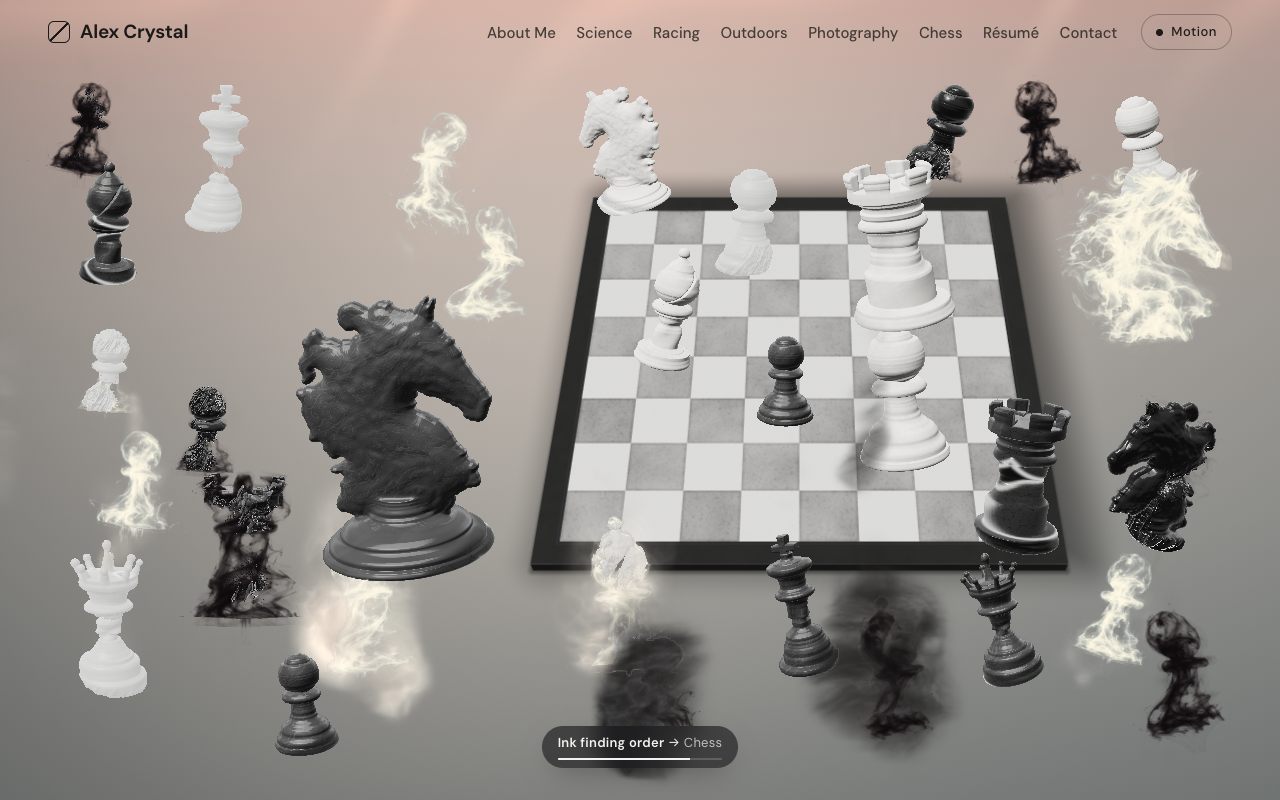 Alex Crystal
About Me Science Racing Outdoors Photography Chess Résumé Contact Motion
Ink finding order → Chess